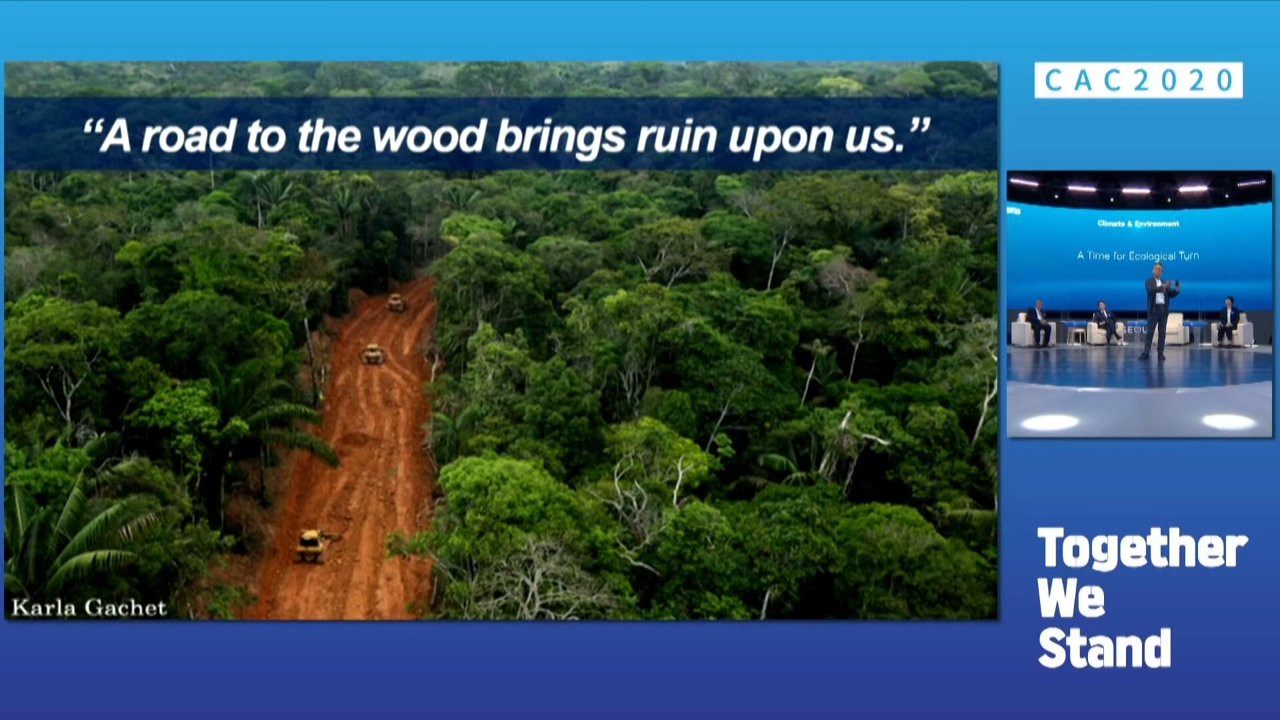 “A road to the wood brings ruin upon us.”
Karla Gachet
CAC2020
Climate & Environment
A Time for Ecological Turn
Together
We
Stand